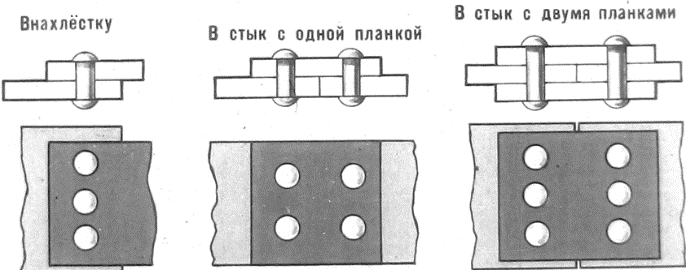 Внахлёстку
В стык с одной планкой
В стык с двумя планками